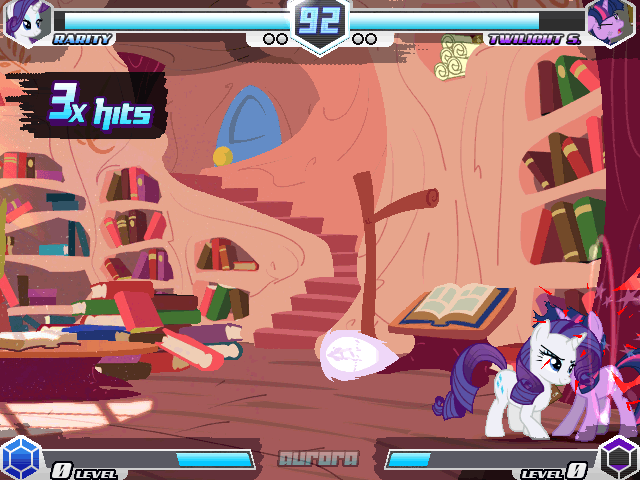 92
RARITY
TWILIGHT S.
3x hits
0 LEVEL
aurora
LEVEL 0